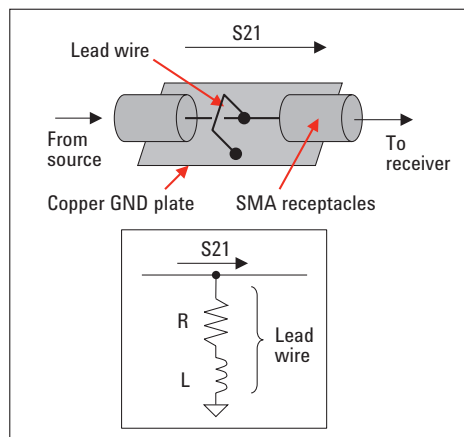 S21
Lead wire
From
source
To
receiver
Copper GND plate
SMA receptacles
S21
R
L
Lead
wire